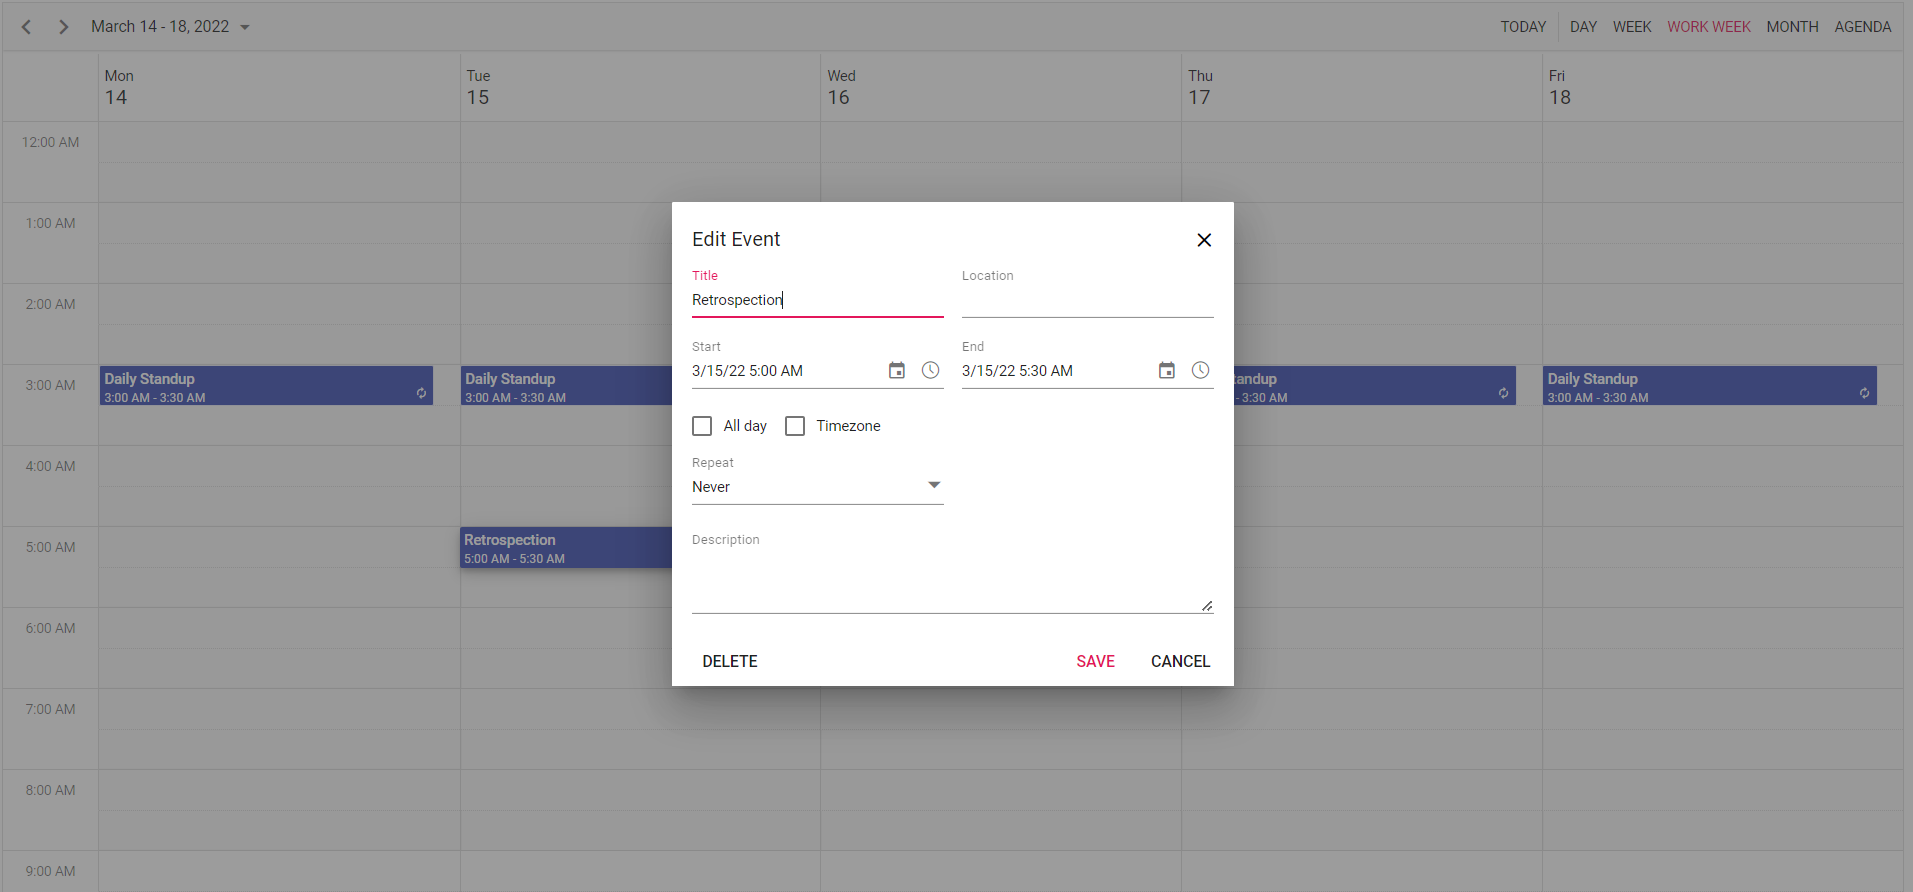 March 14 - 18, 2022
TODAY DAY WEEK WORK WEEK MONTH AGENDA
Mon Tue Wed Thu Fri
14 15 16 17 18
12:00 AM
1:00 AM
2:00 AM
3:00 AM
4:00 AM
5:00 AM
6:00 AM
7:00 AM
8:00 AM
9:00 AM
Daily Standup
3:00 AM - 3:30 AM
Daily Standup
3:00 AM - 3:30 AM
tandup
- 3:30 AM
Daily Standup
3:00 AM - 3:30 AM
Retrospection
5:00 AM - 5:30 AM
Edit Event
Title Location
Retrospection
Start End
3/15/22 5:00 AM 3/15/22 5:30 AM
All day Timezone
Repeat
Never
Description
DELETE SAVE CANCEL